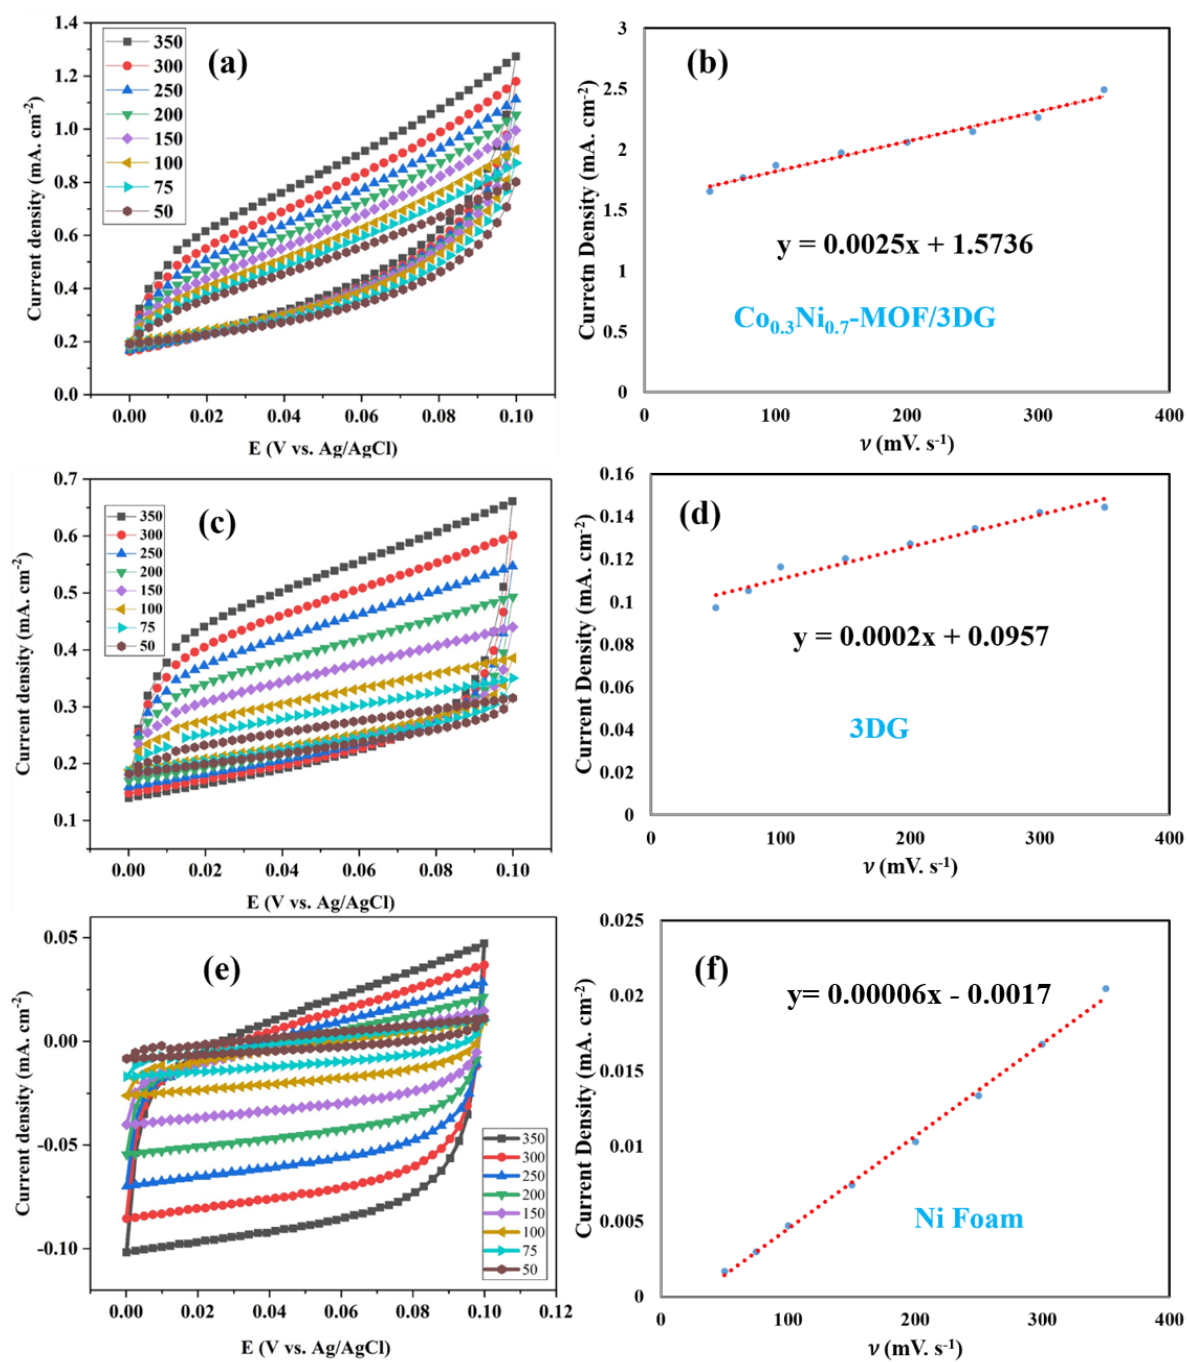 (a)
350
300
250
200
150
100
75
50
1.4
1.2
1.0
0.8
0.6
0.4
0.2
0.0
Current density (mA. cm-2)
0.00 0.02 0.04 0.06 0.08 0.10
E (V vs. Ag/AgCl)
(b)
3
2.5
2
1.5
1
0.5
0
Curretn Density (mA. cm-2)
y = 0.0025x + 1.5736
Co0.3Ni0.7-MOF/3DG
0 100 200 300 400
ν (mV. s-1)
(c)
350
300
250
200
150
100
75
50
0.7
0.6
0.5
0.4
0.3
0.2
0.1
Current density (mA. cm-2)
0.00 0.02 0.04 0.06 0.08 0.10
E (V vs. Ag/AgCl)
(d)
0.16
0.14
0.12
0.1
0.08
0.06
0.04
0.02
0
Current Density (mA. cm-2)
y = 0.0002x + 0.0957
3DG
0 100 200 300 400
ν (mV. s-1)
(e)
0.05
0.00
-0.05
-0.10
Current density (mA. cm-2)
350
300
250
200
150
100
75
50
0.00 0.02 0.04 0.06 0.08 0.10 0.12
E (V vs. Ag/AgCl)
(f)
0.025
0.02
0.015
0.01
0.005
0
Current Density (mA. cm-2)
y= 0.00006x - 0.0017
Ni Foam
0 100 200 300 400
ν (mV. s-1)